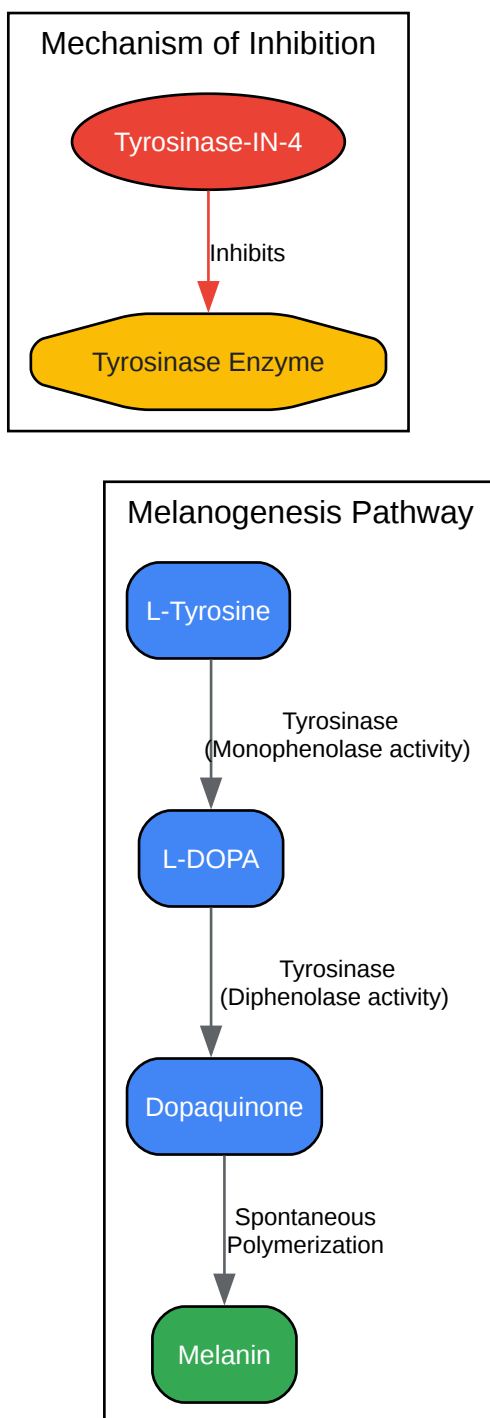 Mechanism of Inhibition
Tyrosinase-IN-4
Inhibits
Tyrosinase Enzyme
Melanogenesis Pathway
L-Tyrosine
Tyrosinase
(Monophenolase activity)
L-DOPA
Tyrosinase
(Diphenolase activity)
Dopaquinone
Spontaneous
Polymerization
Melanin